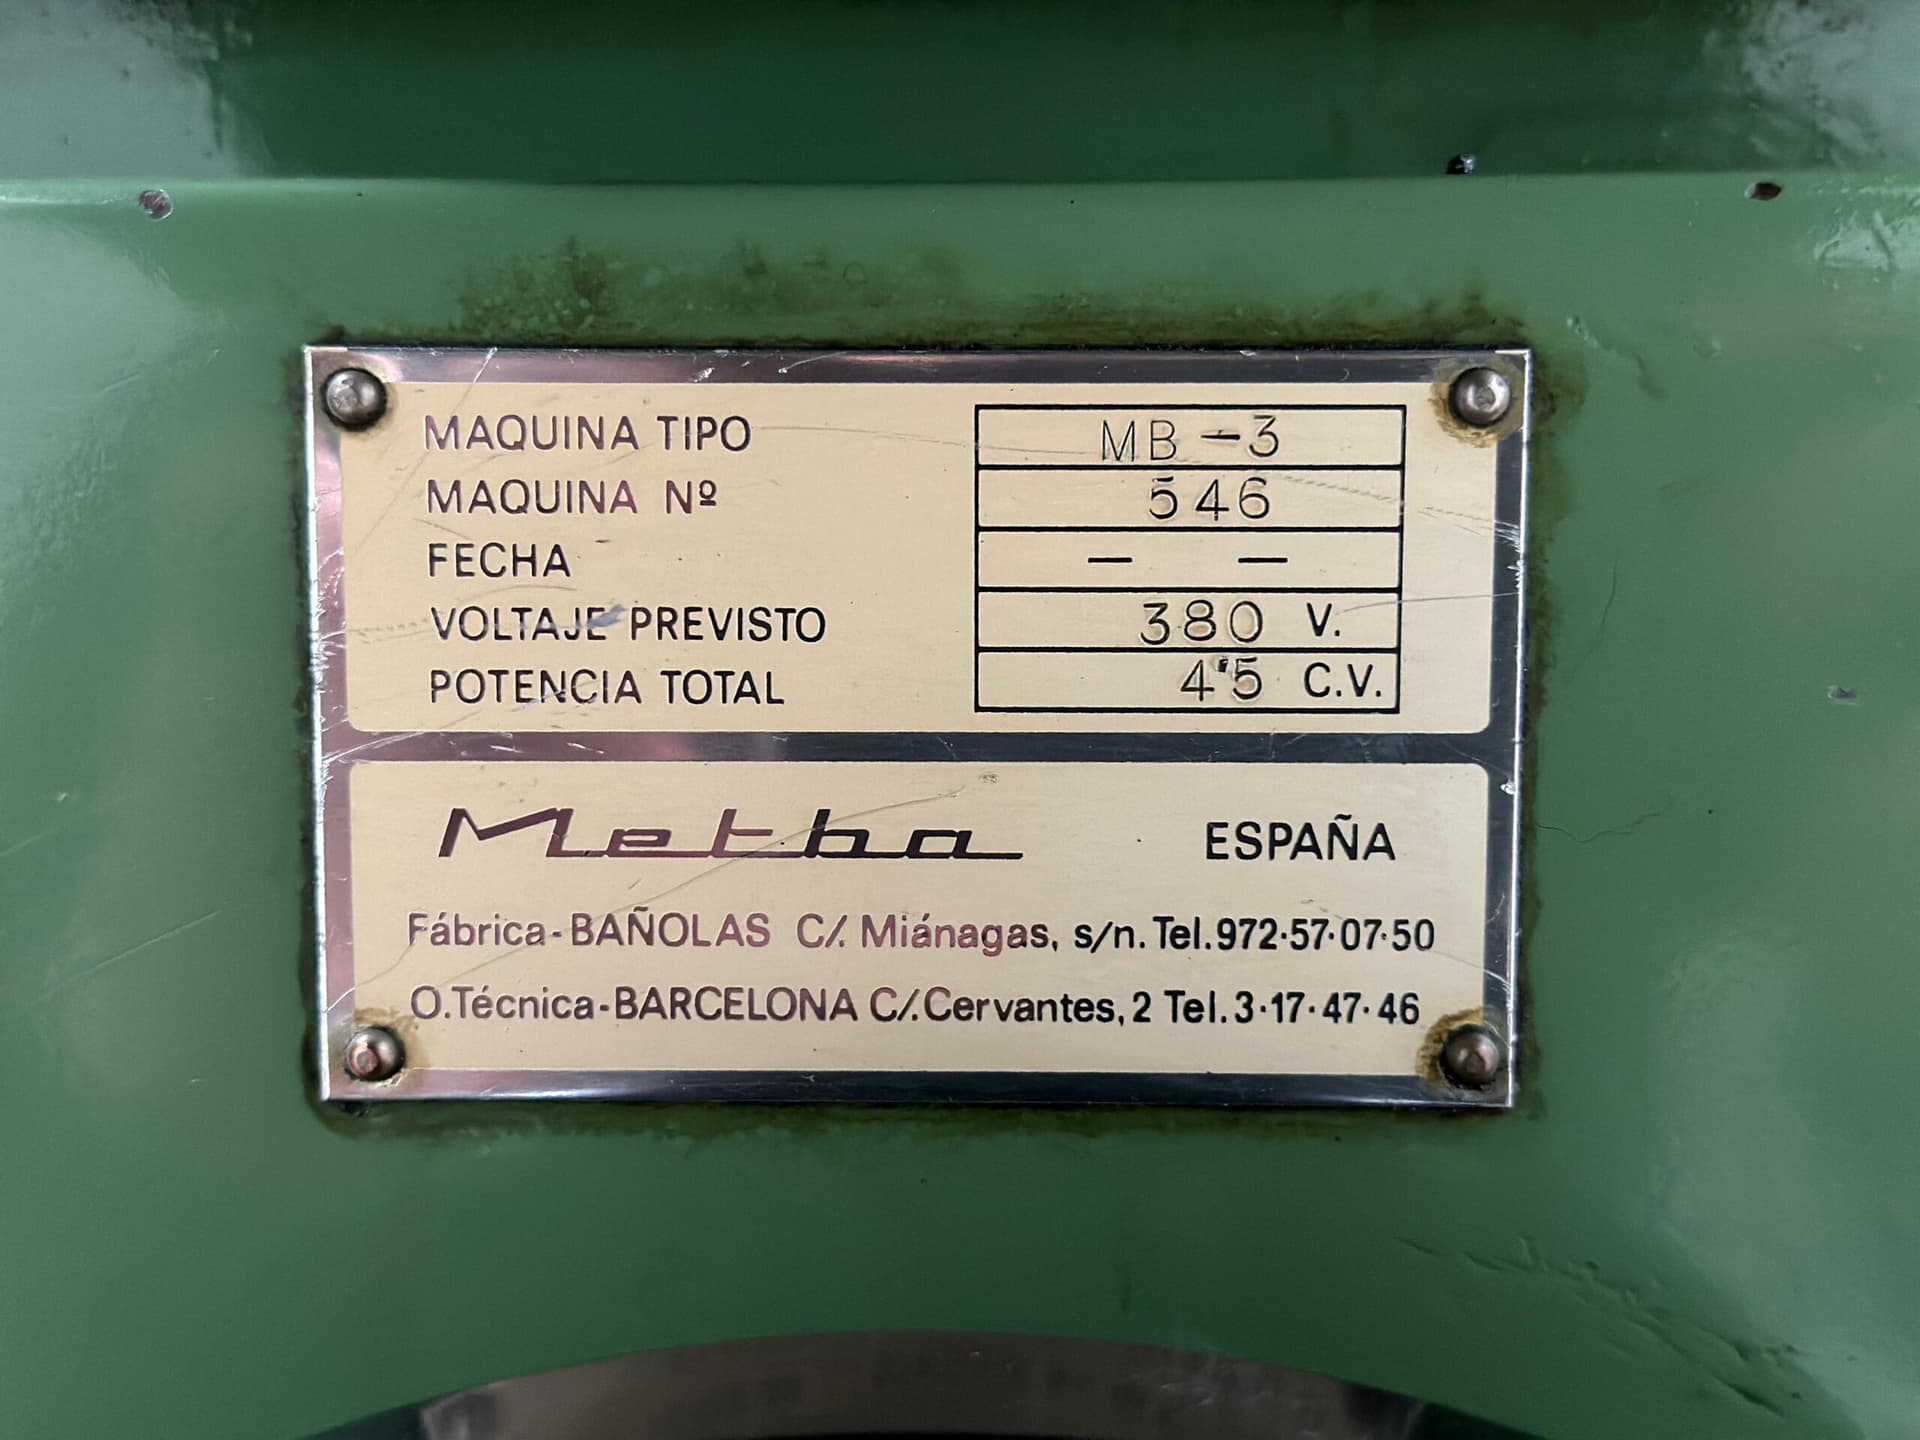 MAQUINA TIPO MB-3
MAQUINA Nº 546
FECHA — —
VOLTAJE PREVISTO 380 V.
POTENCIA TOTAL 4'5 C.V.
Metba ESPAÑA
Fábrica-BAÑOLAS C/. Miánagas, s/n. Tel. 972·57·07·50
O.Técnica-BARCELONA C/. Cervantes, 2 Tel. 3·17·47·46